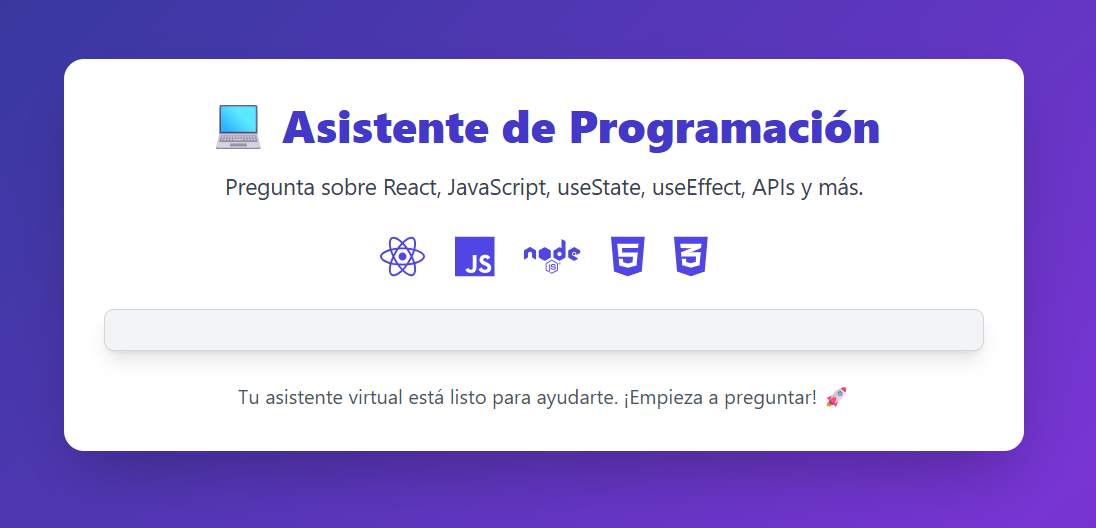 Asistente de Programación
Pregunta sobre React, JavaScript, useState, useEffect, APIs y más.
JS node JS 5 3
Tu asistente virtual está listo para ayudarte. ¡Empieza a preguntar! 🚀